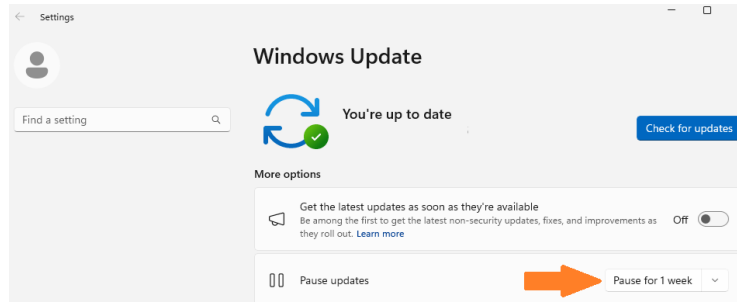 Settings
Windows Update
Find a setting
You're up to date
Check for updates
More options
Get the latest updates as soon as they're available
Be among the first to get the latest non-security updates, fixes, and improvements as
they roll out. Learn more
Off
Pause updates
Pause for 1 week